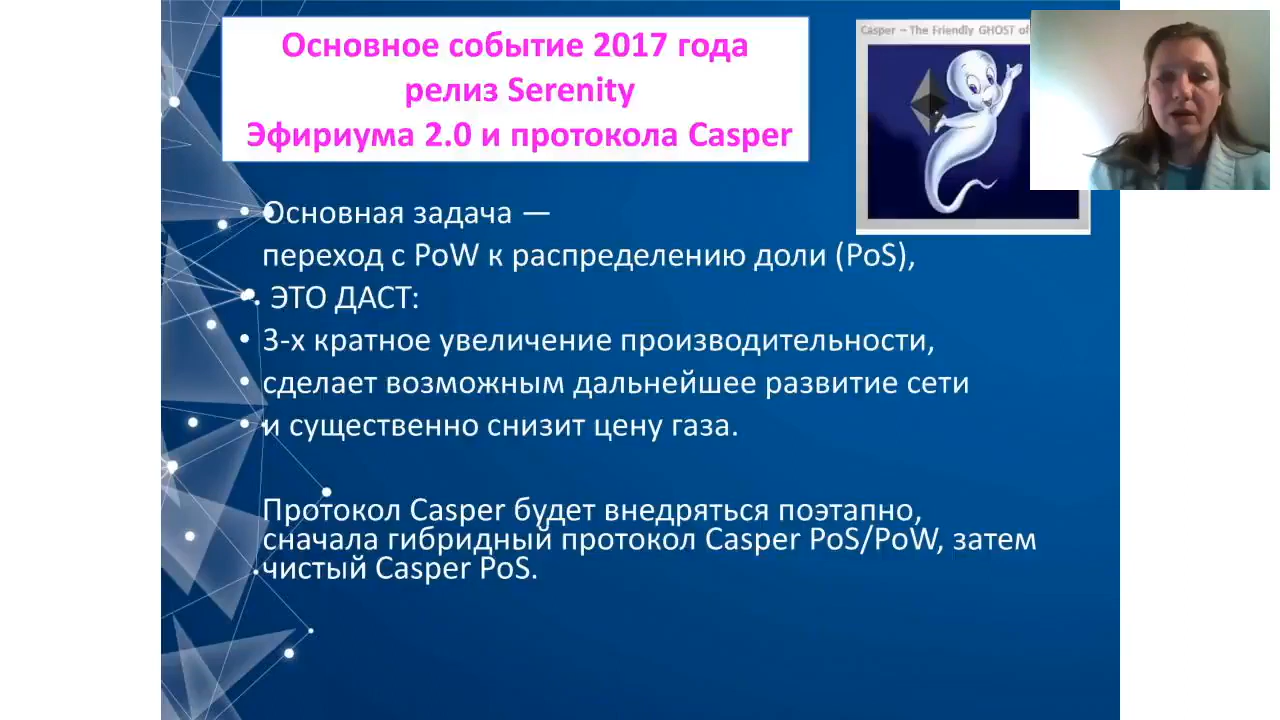 Основное событие 2017 года
релиз Serenity
Эфириума 2.0 и протокола Casper
Casper – The Friendly GHOST of
• Основная задача —
переход с PoW к распределению доли (PoS),
• . ЭТО ДАСТ:
• 3-х кратное увеличение производительности,
• сделает возможным дальнейшее развитие сети
• и существенно снизит цену газа.
Протокол Casper будет внедряться поэтапно,
сначала гибридный протокол Casper PoS/PoW, затем
чистый Casper PoS.